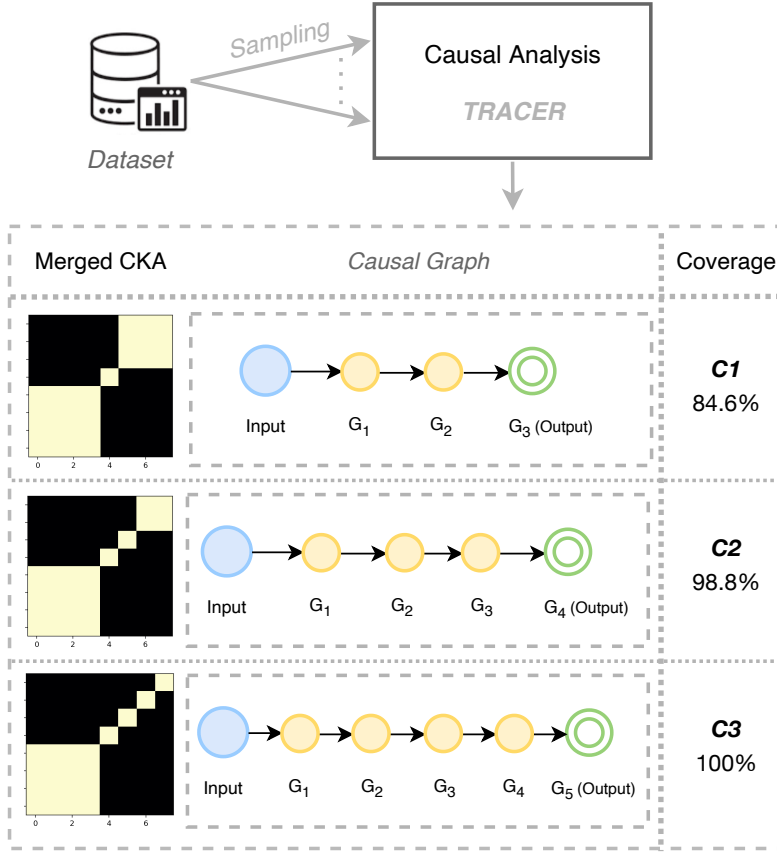 Sampling
Causal Analysis
TRACER
Dataset
Merged CKA
Causal Graph
Coverage
Input
G1
G2
G3 (Output)
C1
84.6%
0 2 4 6
Input
G1
G2
G3
G4 (Output)
C2
98.8%
0 2 4 6
Input
G1
G2
G3
G4
G5 (Output)
C3
100%
0 2 4 6